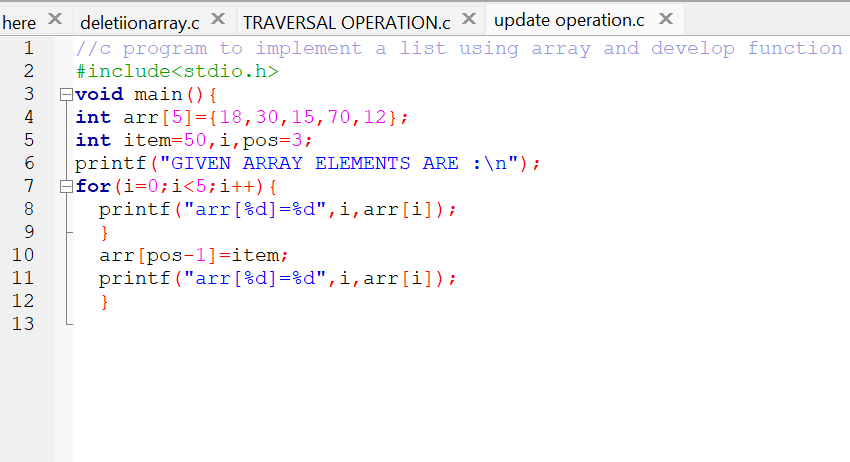 here deletiionarray.c TRAVERSAL OPERATION.c update operation.c
1 //c program to implement a list using array and develop function
2 #include<stdio.h>
3 void main(){
4 int arr[5]={18,30,15,70,12};
5 int item=50,i,pos=3;
6 printf("GIVEN ARRAY ELEMENTS ARE :\n");
7 for(i=0;i<5;i++){
8 printf("arr[%d]=%d",i,arr[i]);
9 }
10 arr[pos-1]=item;
11 printf("arr[%d]=%d",i,arr[i]);
12 }
13